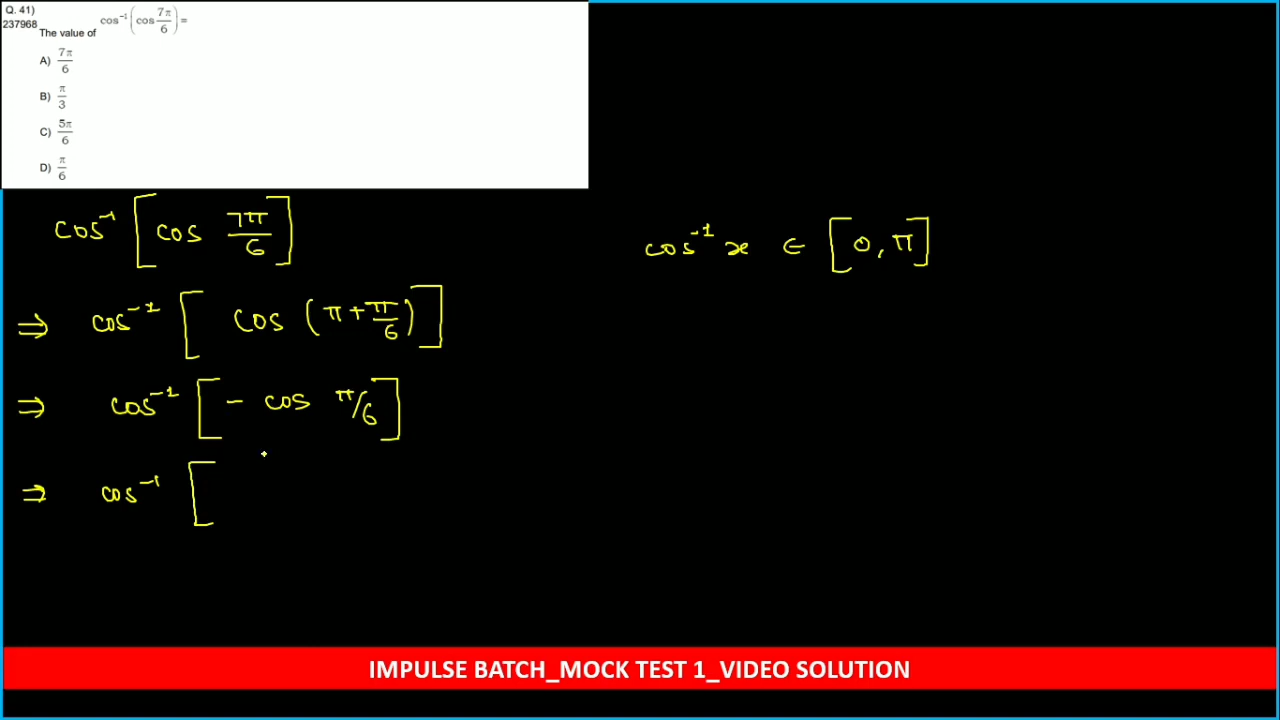 Q. 41)
237968
The value of cos⁻¹(cos 7π/6) =
A) 7π/6
B) π/3
C) 5π/6
D) π/6
cos⁻¹[cos 7π/6]
cos⁻¹ x ∈ [0, π]
⇒ cos⁻¹[cos (π + π/6)]
⇒ cos⁻¹[- cos π/6]
⇒ cos⁻¹[
IMPULSE BATCH_MOCK TEST 1_VIDEO SOLUTION